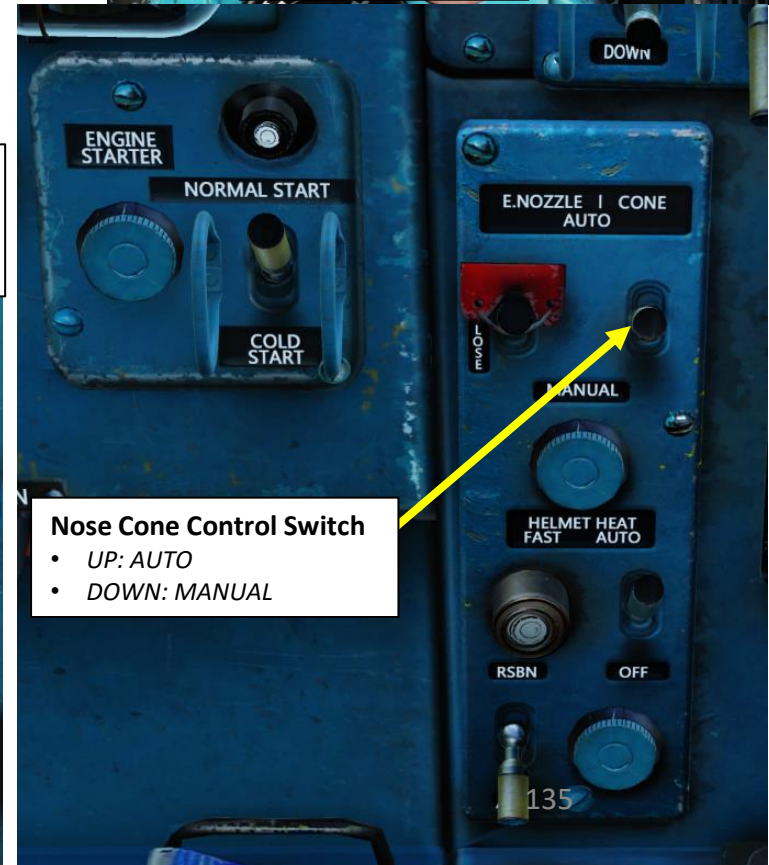 DOWN
ENGINE
STARTER
NORMAL START
COLD
START
E.NOZZLE | CONE
AUTO
LOSE
MANUAL
HELMET HEAT
FAST AUTO
RSBN
OFF
N
Nose Cone Control Switch
• UP: AUTO
• DOWN: MANUAL
135